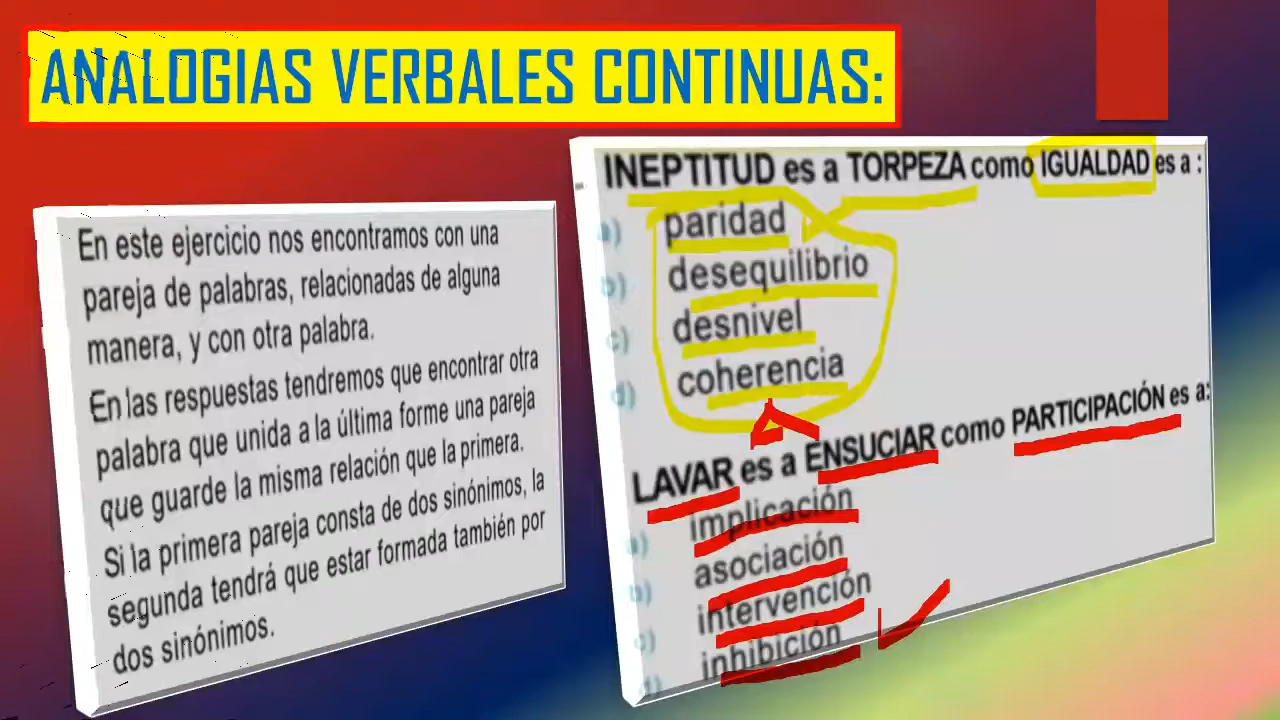 ANALOGIAS VERBALES CONTINUAS:
En este ejercicio nos encontramos con una
pareja de palabras, relacionadas de alguna
manera, y con otra palabra.
En las respuestas tendremos que encontrar otra
palabra que unida a la última forme una pareja
que guarde la misma relación que la primera.
Si la primera pareja consta de dos sinónimos, la
segunda tendrá que estar formada también por
dos sinónimos.
INEPTITUD es a TORPEZA como IGUALDAD es a :
a) paridad
b) desequilibrio
c) desnivel
d) coherencia
LAVAR es a ENSUCIAR como PARTICIPACIÓN es a:
a) implicación
b) asociación
c) intervención
d) inhibición